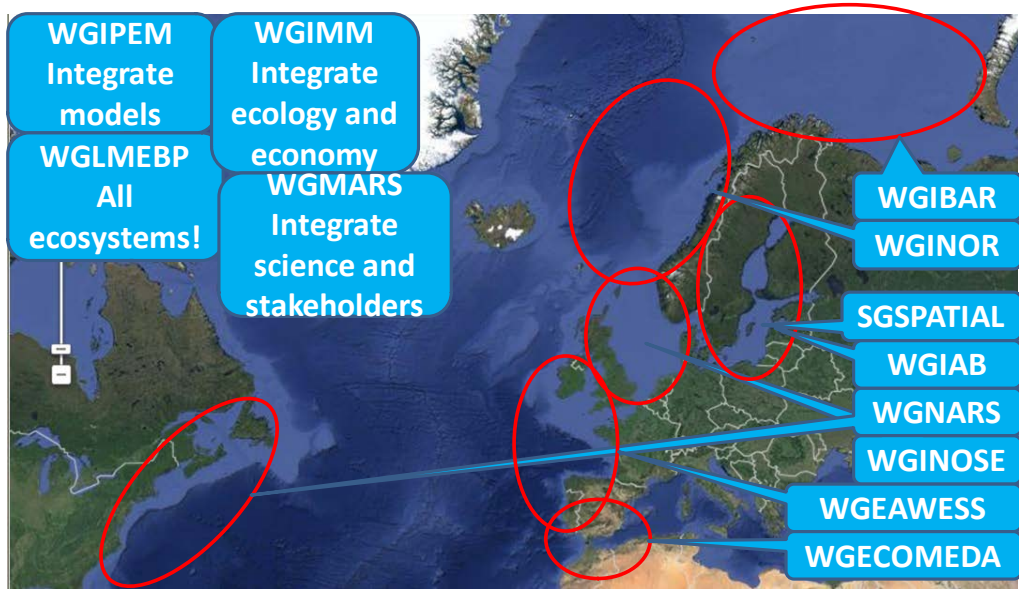 WGIPEM
Integrate
models
WGIMM
Integrate
ecology and
economy
WGLMEBP
All
ecosystems!
WGMARS
Integrate
science and
stakeholders
WGIBAR
WGINOR
SGSPATIAL
WGIAB
WGNARS
WGINOSE
WGEAWESS
WGECOMEDA